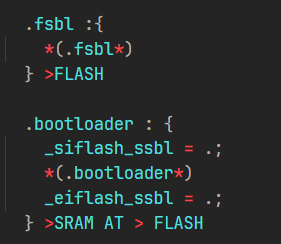 .fsbl :{
*(.fsbl*)
} >FLASH
.bootloader : {
_siflash_ssbl = .;
*(.bootloader*)
_eiflash_ssbl = .;
} >SRAM AT > FLASH